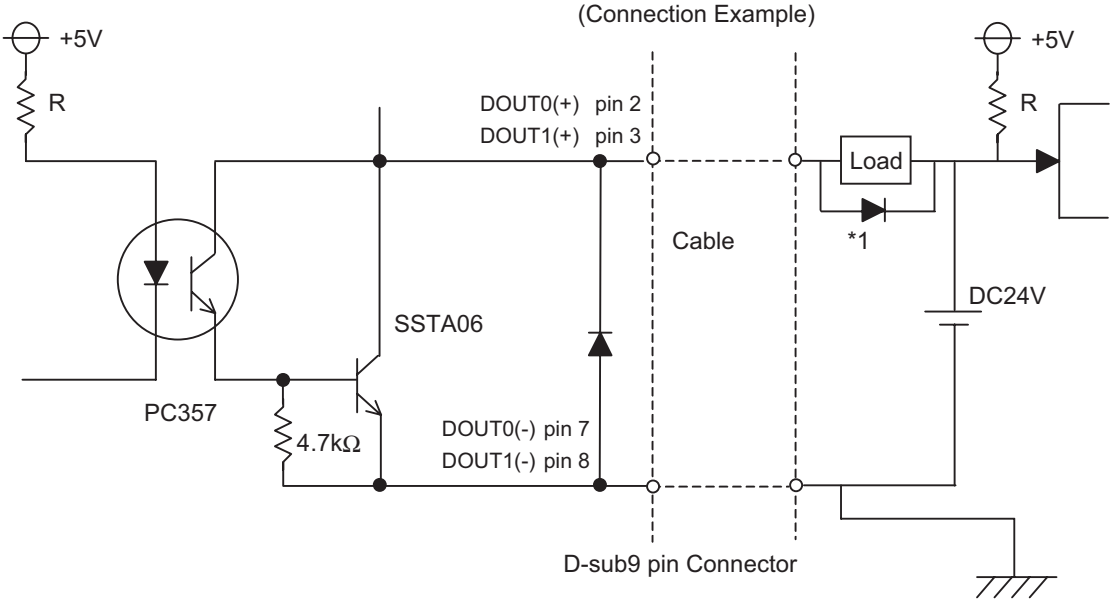 (Connection Example)
+5V
+5V
R
R
DOUT0(+) pin 2
DOUT1(+) pin 3
Load
*1
Cable
DC24V
SSTA06
PC357
4.7kΩ
DOUT0(-) pin 7
DOUT1(-) pin 8
D-sub9 pin Connector